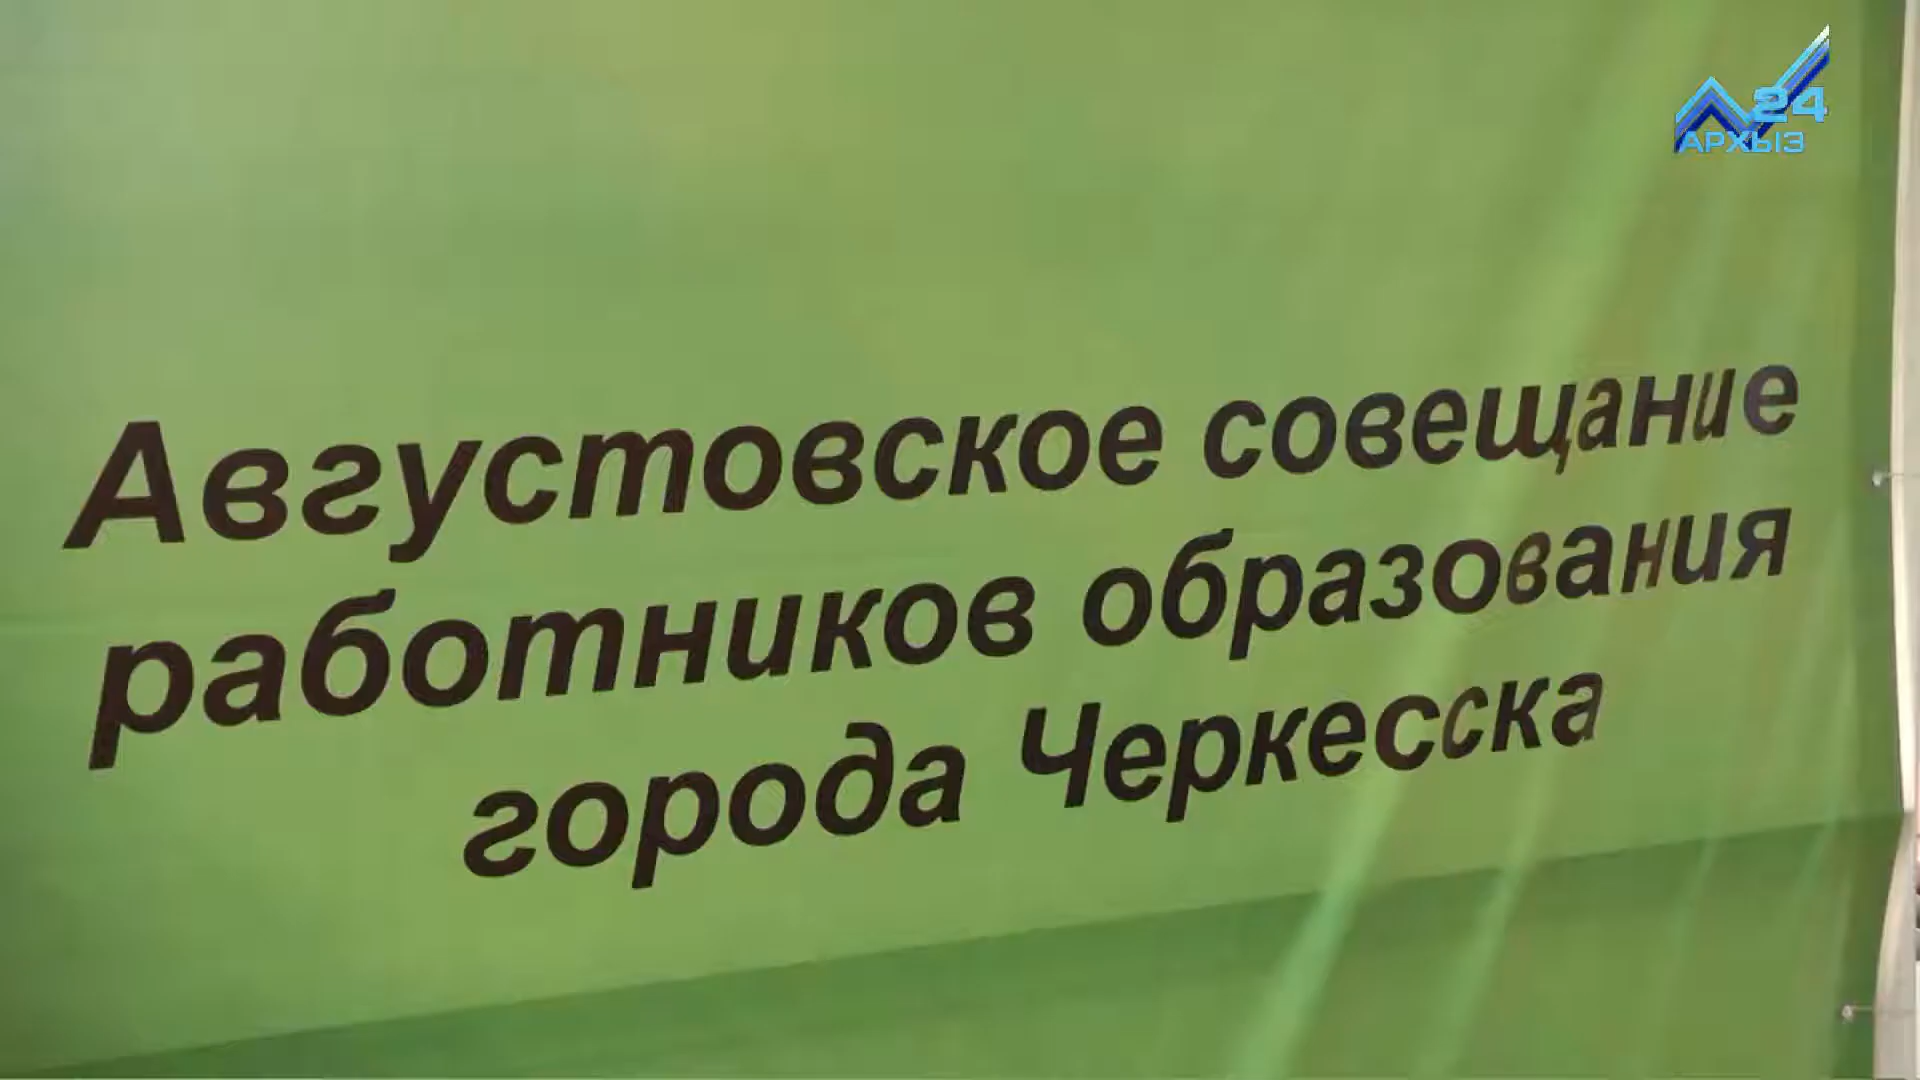 24
АРХЫЗ
Августовское совещание
работников образования
города Черкесска